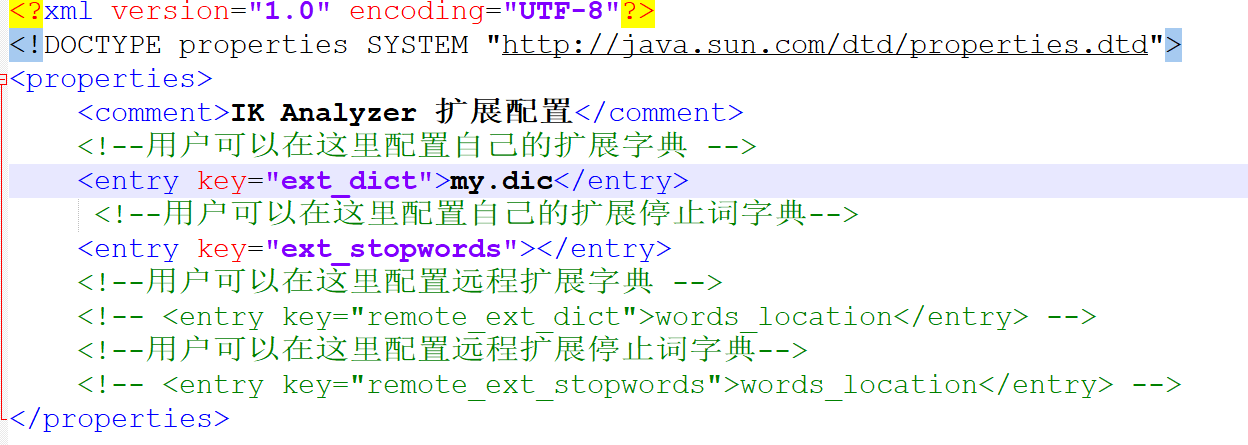 <?xml version="1.0" encoding="UTF-8"?>
<!DOCTYPE properties SYSTEM "http://java.sun.com/dtd/properties.dtd">
<properties>
    <comment>IK Analyzer 扩展配置</comment>
    <!--用户可以在这里配置自己的扩展字典 -->
    <entry key="ext_dict">my.dic</entry>
     <!--用户可以在这里配置自己的扩展停止词字典-->
    <entry key="ext_stopwords"></entry>
    <!--用户可以在这里配置远程扩展字典 -->
    <!-- <entry key="remote_ext_dict">words_location</entry> -->
    <!--用户可以在这里配置远程扩展停止词字典-->
    <!-- <entry key="remote_ext_stopwords">words_location</entry> -->
</properties>